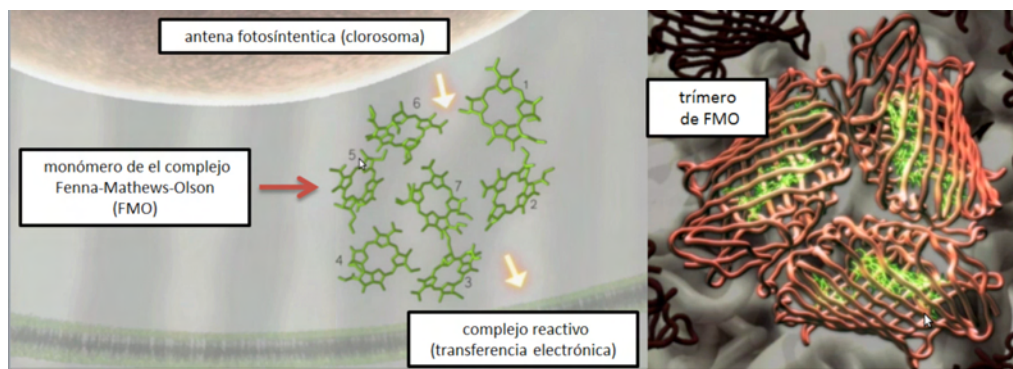 antena fotosíntentica (clorosoma)
monómero de el complejo
Fenna-Mathews-Olson
(FMO)
1
6
5
7
2
4
3
complejo reactivo
(transferencia electrónica)
trímero
de FMO